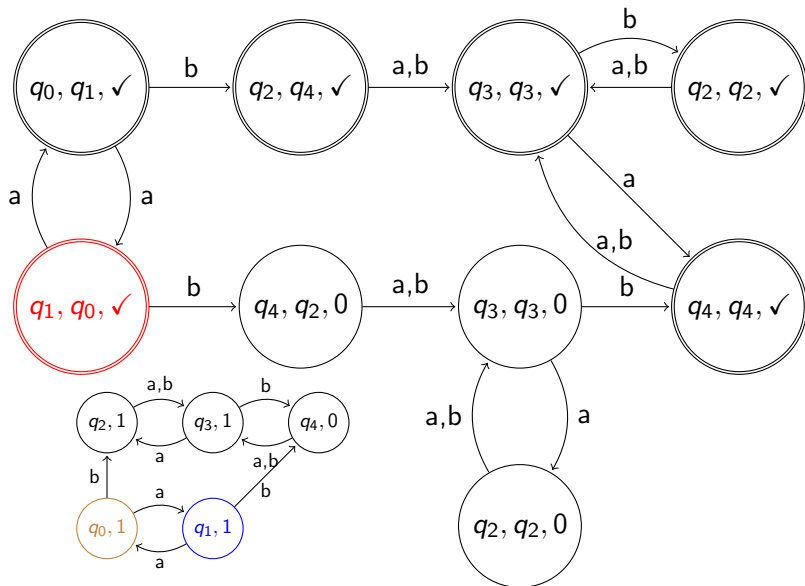 b
q0, q1, ✓ b q2, q4, ✓ a,b q3, q3, ✓ a,b q2, q2, ✓
a a a
a,b
q1, q0, ✓ b q4, q2, 0 a,b q3, q3, 0 b q4, q4, ✓
a,b b
q2, 1 q3, 1 q4, 0 a,b a
a a,b
b b
a
q0, 1 q1, 1 q2, q2, 0
a